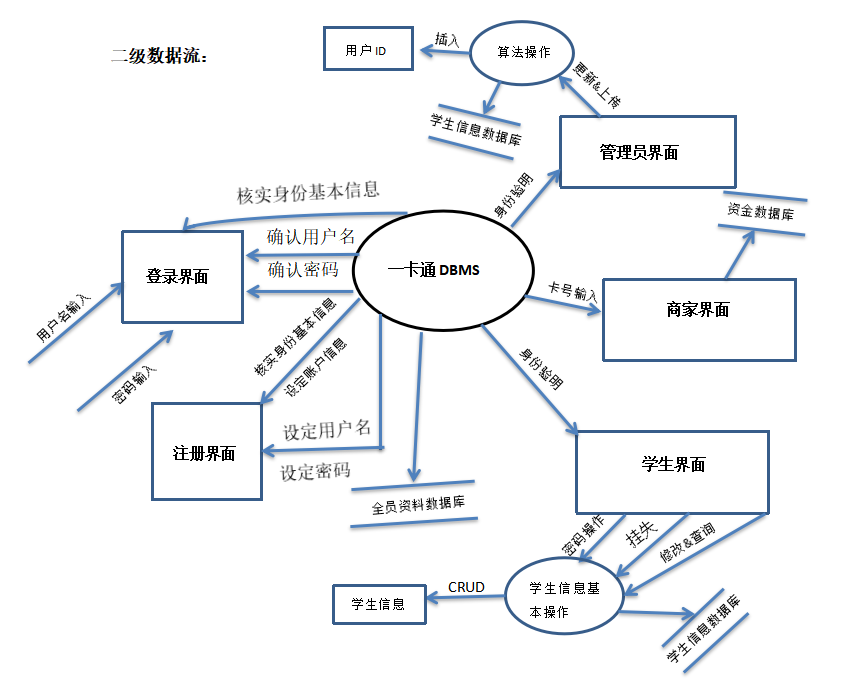 二级数据流：
用户ID
插入
算法操作
更新&上传
学生信息数据库
管理员界面
身份验明
核实身份基本信息
资金数据库
确认用户名
登录界面
确认密码
一卡通DBMS
卡号输入
商家界面
用户名输入
密码输入
核实身份基本信息
设定账户信息
身份验明
注册界面
设定用户名
设定密码
学生界面
全员资料数据库
密码操作
挂失
修改&查询
CRUD
学生信息
学生信息基
本操作
学生信息数据库